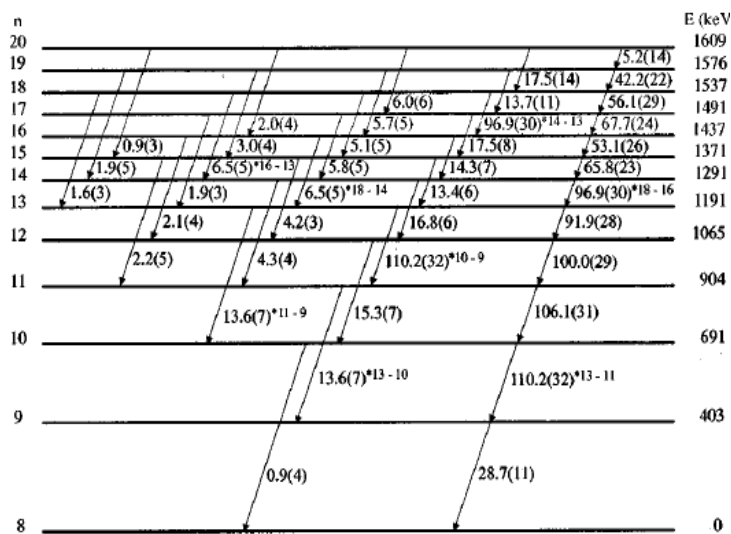 n E (keV
20 1609
5.2(14)
19 1576
17.5(14) 42.2(22)
18 1537
6.0(6) 13.7(11) 56.1(29)
17 1491
2.0(4) 5.7(5) 96.9(30)*14 - 13 67.7(24)
16 1437
0.9(3) 3.0(4) 5.1(5) 17.5(8) 53.1(26)
15 1371
1.9(5) 6.5(5)*16 - 13 5.8(5) 14.3(7) 65.8(23)
14 1291
1.6(3) 1.9(3) 6.5(5)*18 - 14 13.4(6) 96.9(30)*18 - 16
13 1191
2.1(4) 4.2(3) 16.8(6) 91.9(28)
12 1065
2.2(5) 4.3(4) 110.2(32)*10 - 9 100.0(29)
11 904
13.6(7)*11 - 9 15.3(7) 106.1(31)
10 691
13.6(7)*13 - 10 110.2(32)*13 - 11
9 403
0.9(4) 28.7(11)
8 0